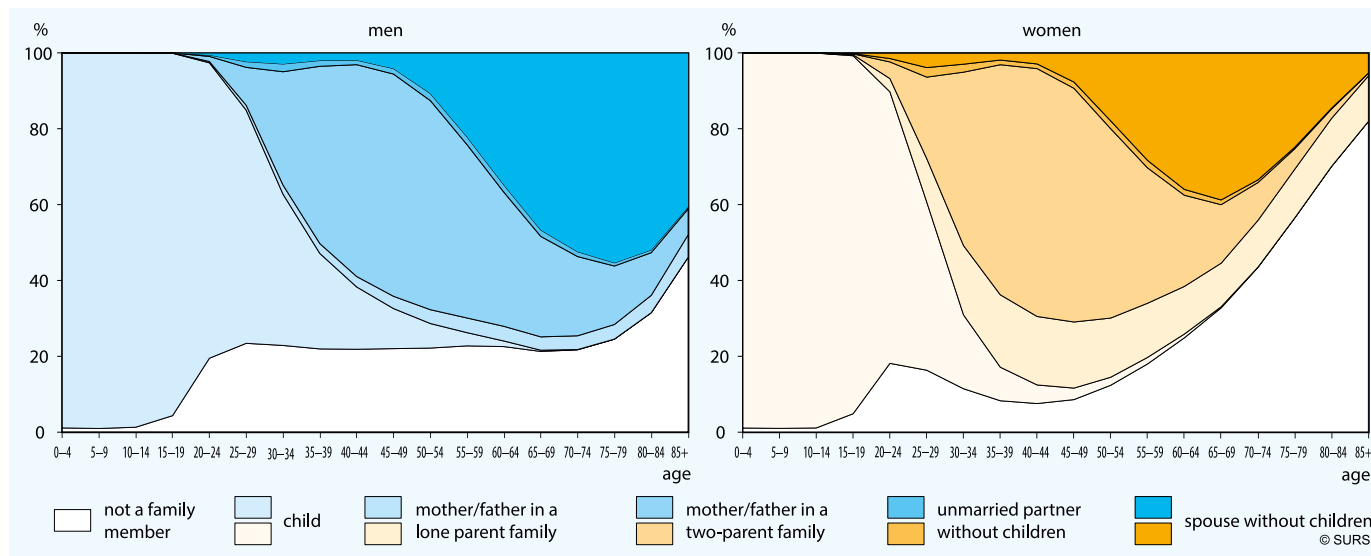 %
men
100
80
60
40
20
0
0–4 5–9 10–14 15–19 20–24 25–29 30–34 35–39 40–44 45–49 50–54 55–59 60–64 65–69 70–74 75–79 80–84 85+
age
%
women
100
80
60
40
20
0
0–4 5–9 10–14 15–19 20–24 25–29 30–34 35–39 40–44 45–49 50–54 55–59 60–64 65–69 70–74 75–79 80–84 85+
age
not a family
member
child
mother/father in a
lone parent family
mother/father in a
two-parent family
unmarried partner
without children
spouse without children
© SURS